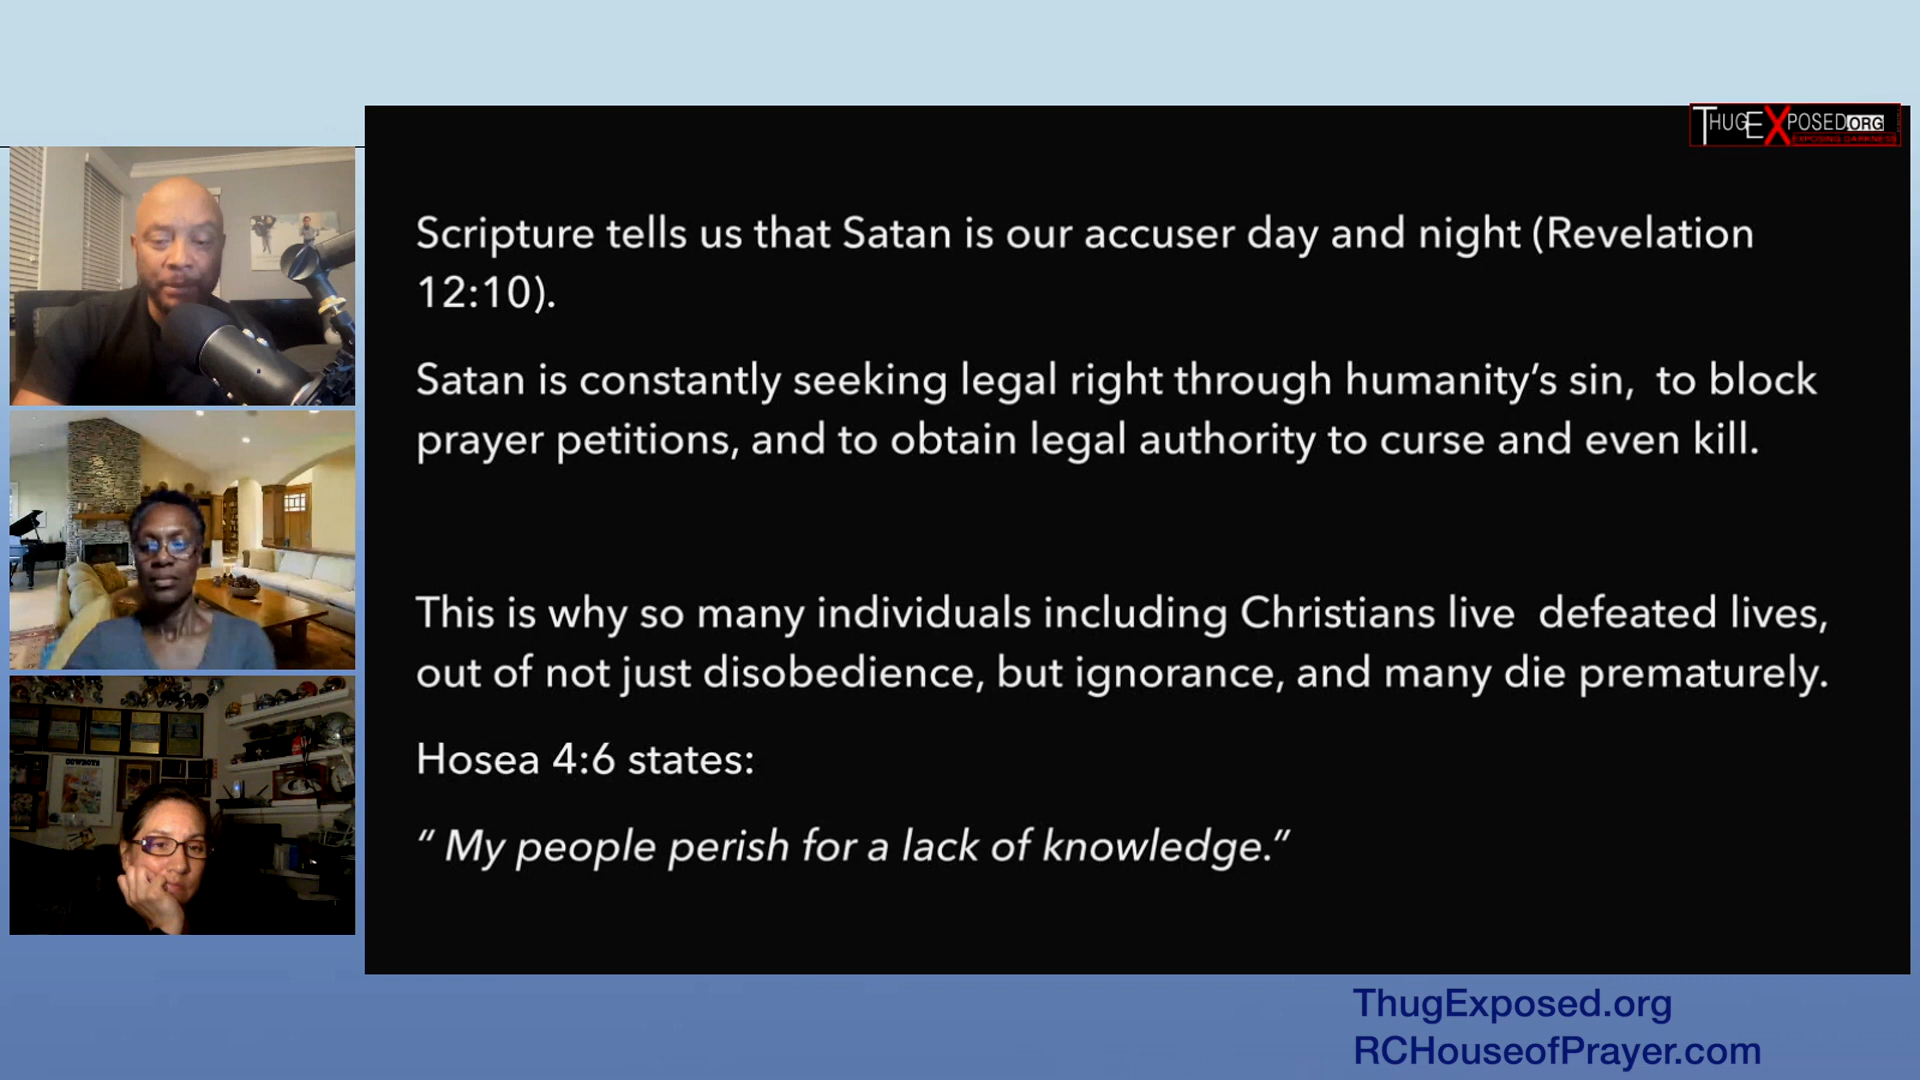 THUGEXPOSED.ORG
EXPOSING DARKNESS
Scripture tells us that Satan is our accuser day and night (Revelation
12:10).
Satan is constantly seeking legal right through humanity’s sin,  to block
prayer petitions, and to obtain legal authority to curse and even kill.
This is why so many individuals including Christians live  defeated lives,
out of not just disobedience, but ignorance, and many die prematurely.
Hosea 4:6 states:
“ My people perish for a lack of knowledge.”
COWBOYS
ThugExposed.org
RCHouseofPrayer.com